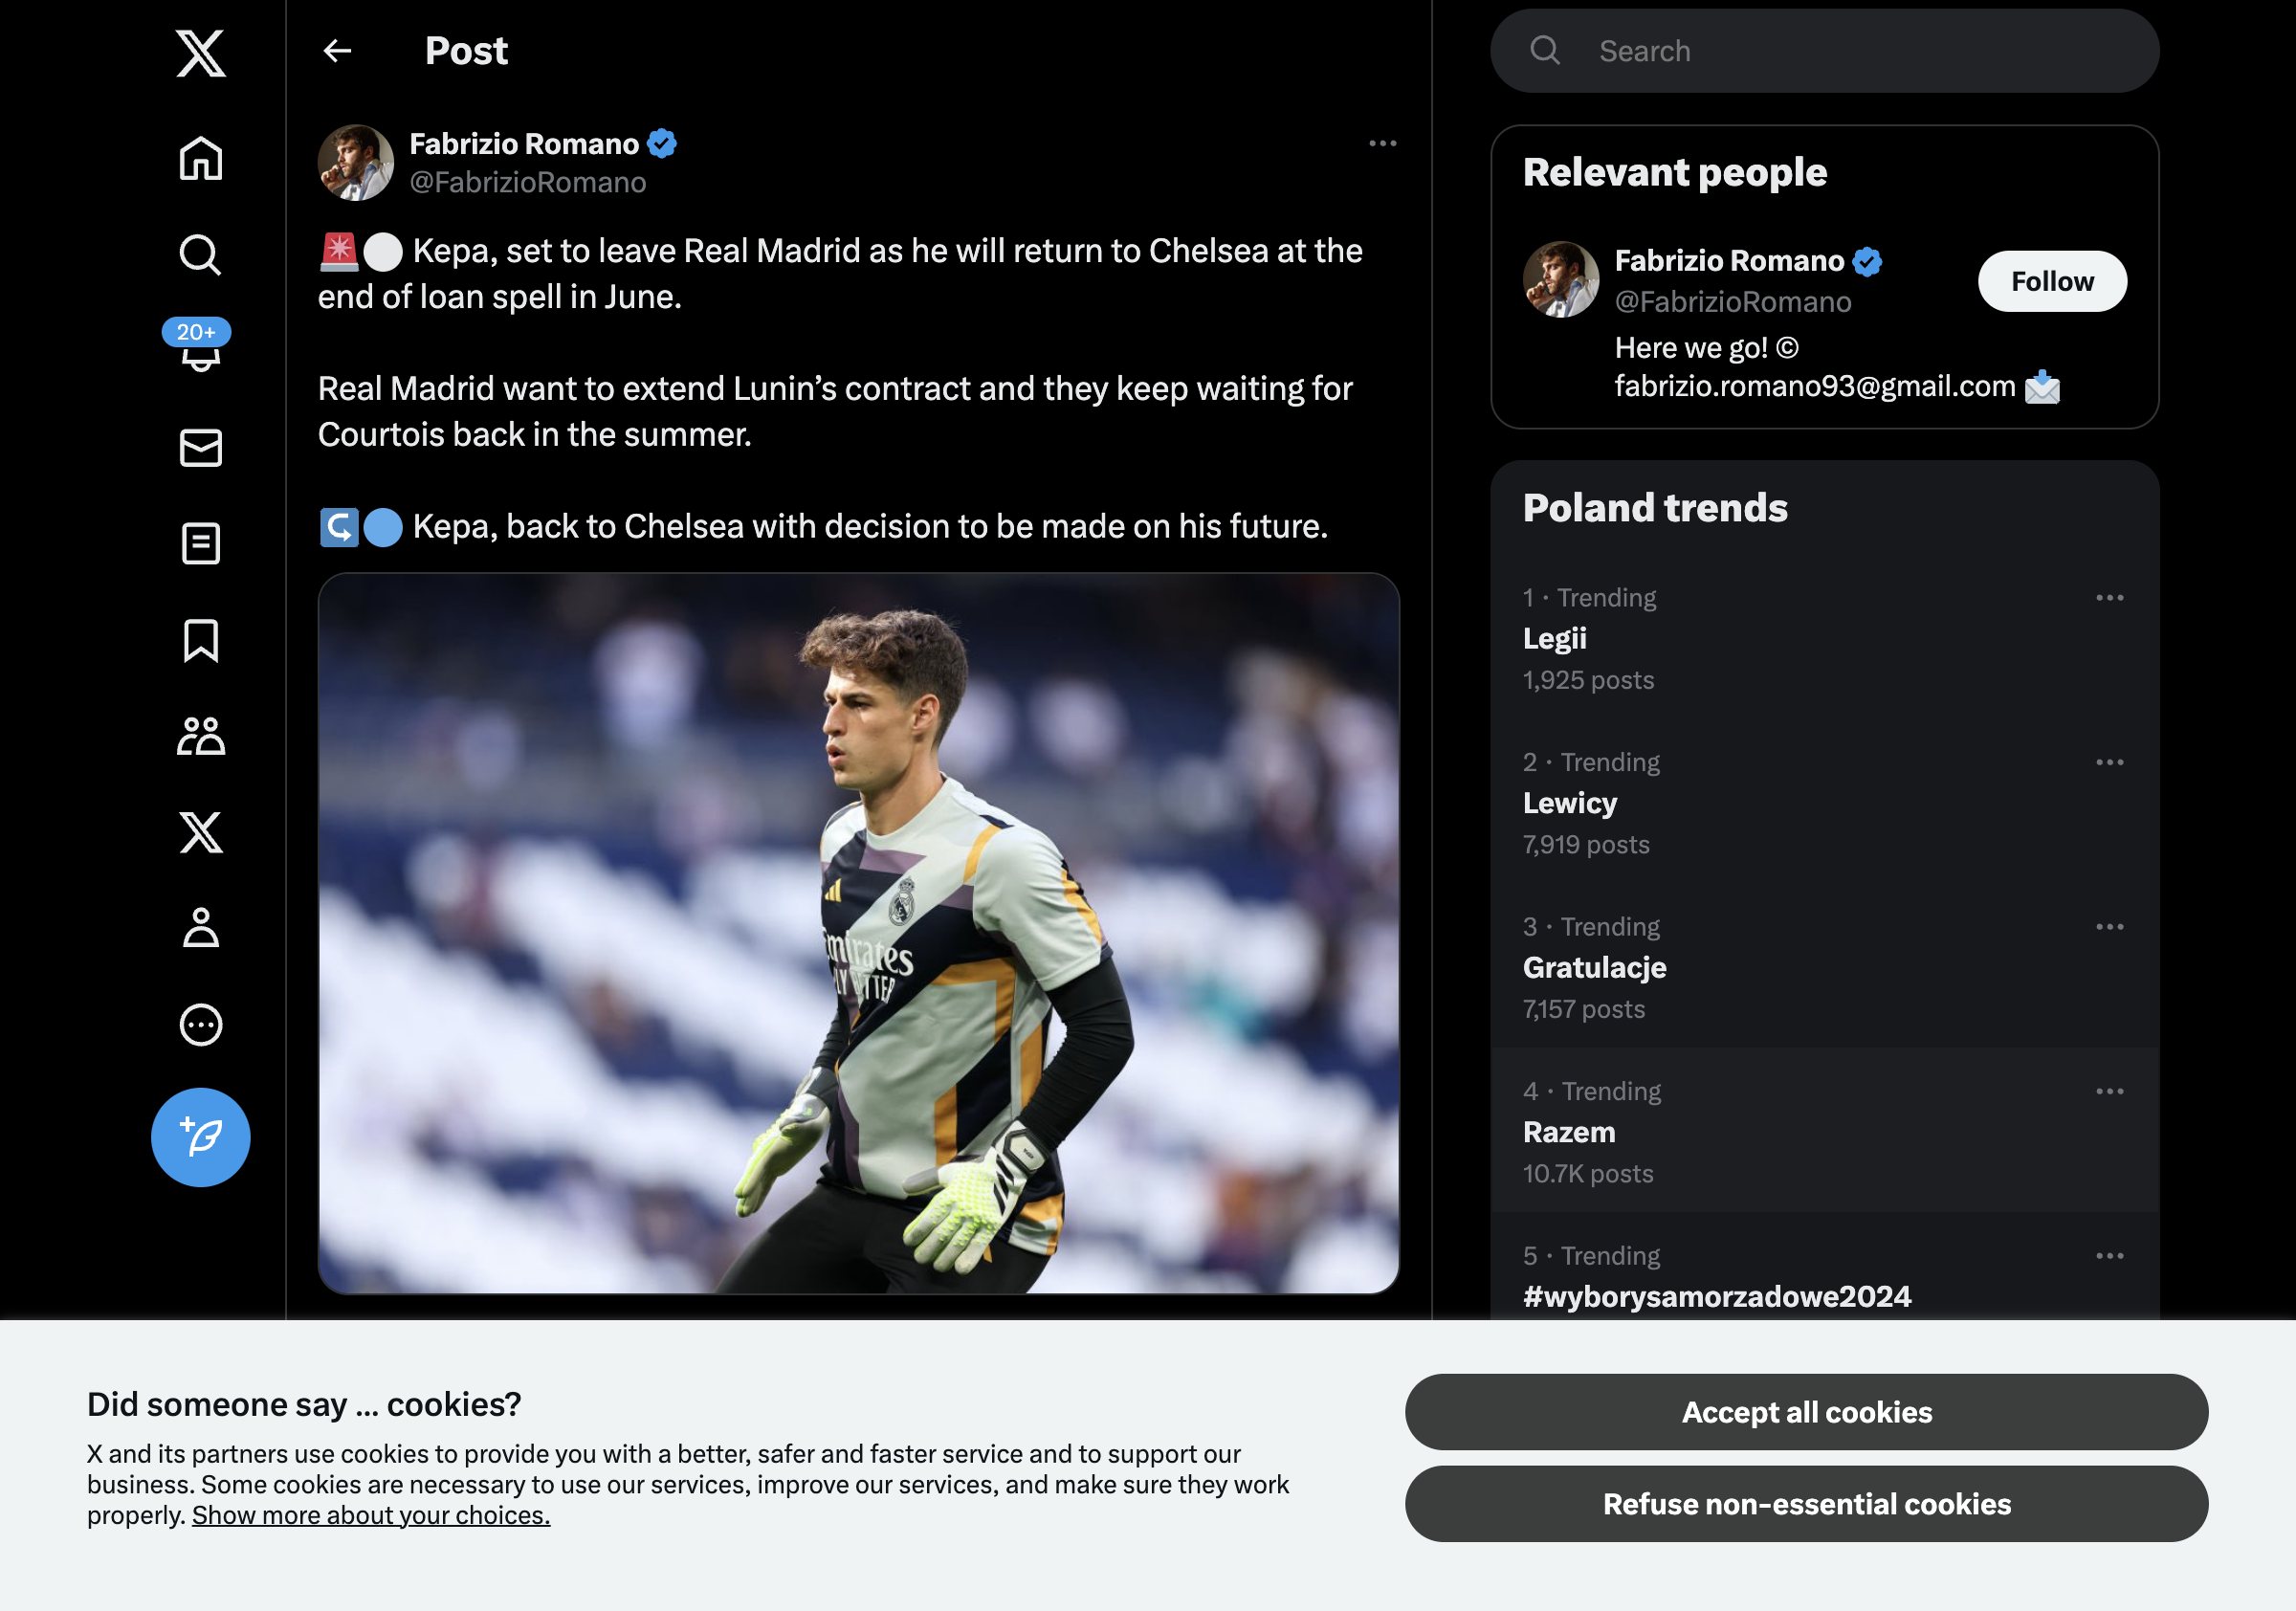 Post
Search
Fabrizio Romano
@FabrizioRomano
🚨⚪️ Kepa, set to leave Real Madrid as he will return to Chelsea at the
end of loan spell in June.
Real Madrid want to extend Lunin’s contract and they keep waiting for
Courtois back in the summer.
↪️🔵 Kepa, back to Chelsea with decision to be made on his future.
Emirates
FLY BETTER
20+
Relevant people
Fabrizio Romano
@FabrizioRomano
Follow
Here we go! ©
fabrizio.romano93@gmail.com 📩
Poland trends
1 · Trending
Legii
1,925 posts
2 · Trending
Lewicy
7,919 posts
3 · Trending
Gratulacje
7,157 posts
4 · Trending
Razem
10.7K posts
5 · Trending
#wyborysamorzadowe2024
Did someone say … cookies?
X and its partners use cookies to provide you with a better, safer and faster service and to support our
business. Some cookies are necessary to use our services, improve our services, and make sure they work
properly. Show more about your choices.
Accept all cookies
Refuse non-essential cookies